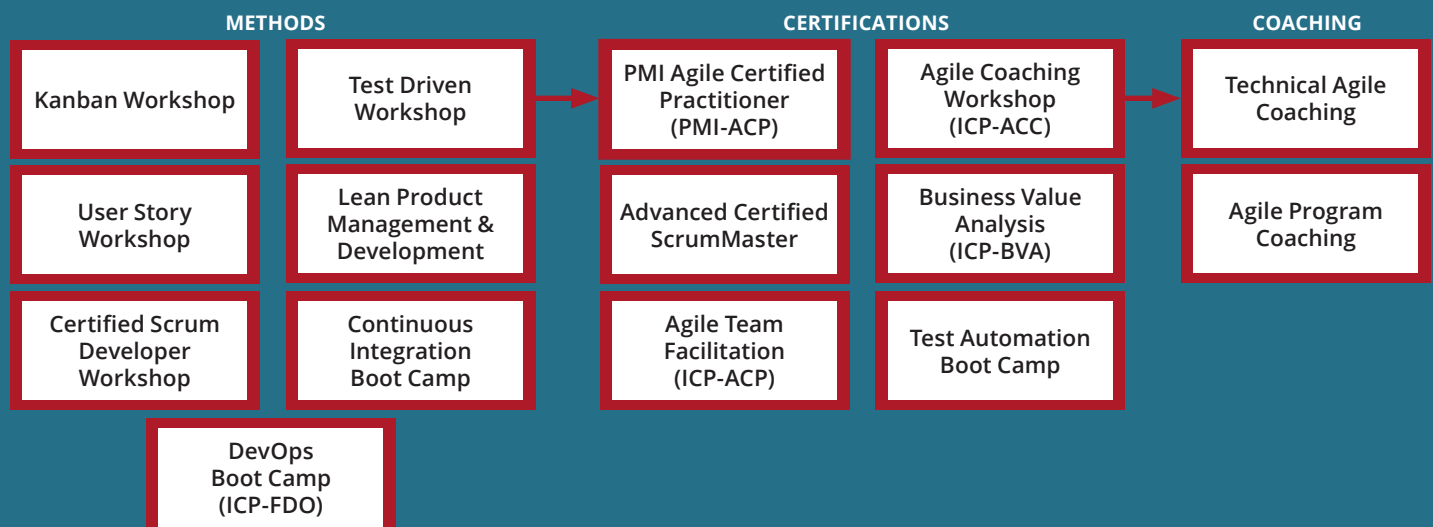 METHODS
Kanban Workshop
Test Driven
Workshop
User Story
Workshop
Lean Product
Management &
Development
Certified Scrum
Developer
Workshop
Continuous
Integration
Boot Camp
DevOps
Boot Camp
(ICP-FDO)
CERTIFICATIONS
PMI Agile Certified
Practitioner
(PMI-ACP)
Agile Coaching
Workshop
(ICP-ACC)
Advanced Certified
ScrumMaster
Business Value
Analysis
(ICP-BVA)
Agile Team
Facilitation
(ICP-ACP)
Test Automation
Boot Camp
COACHING
Technical Agile
Coaching
Agile Program
Coaching